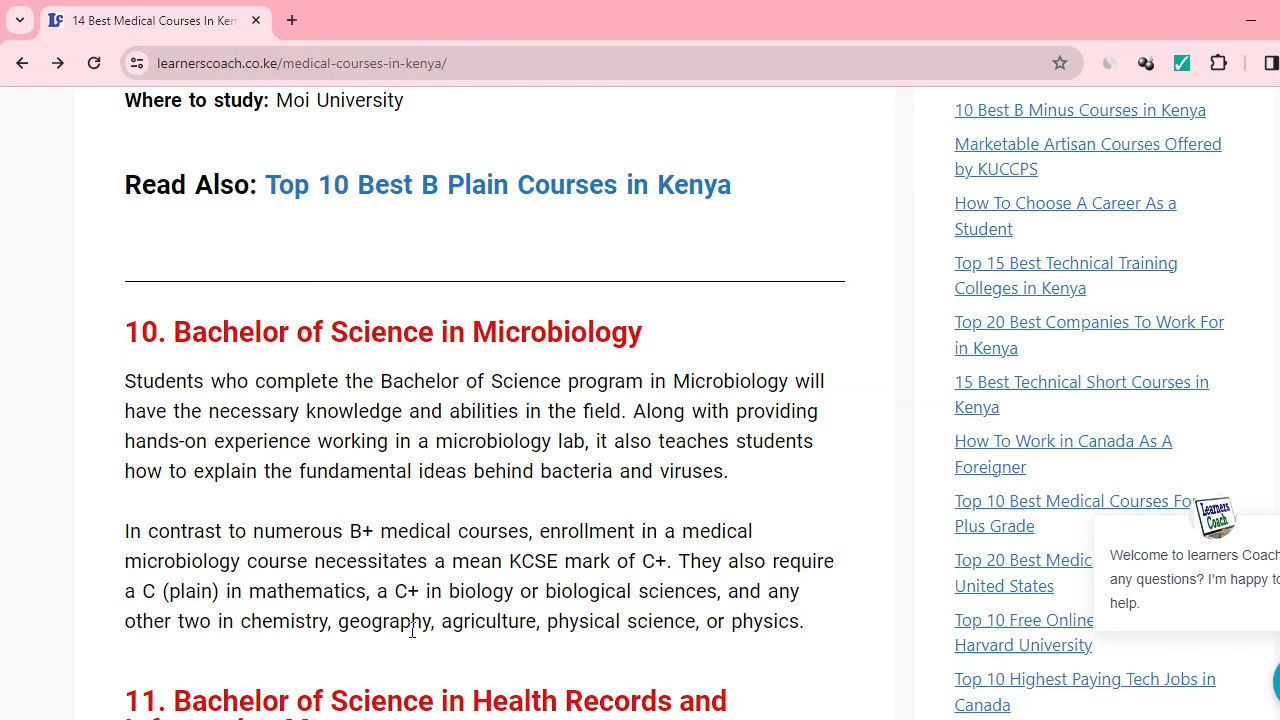 14 Best Medical Courses In Ken
learnerscoach.co.ke/medical-courses-in-kenya/
Where to study: Moi University
Read Also: Top 10 Best B Plain Courses in Kenya
10. Bachelor of Science in Microbiology
Students who complete the Bachelor of Science program in Microbiology will
have the necessary knowledge and abilities in the field. Along with providing
hands-on experience working in a microbiology lab, it also teaches students
how to explain the fundamental ideas behind bacteria and viruses.
In contrast to numerous B+ medical courses, enrollment in a medical
microbiology course necessitates a mean KCSE mark of C+. They also require
a C (plain) in mathematics, a C+ in biology or biological sciences, and any
other two in chemistry, geography, agriculture, physical science, or physics.
11. Bachelor of Science in Health Records and
10 Best B Minus Courses in Kenya
Marketable Artisan Courses Offered
by KUCCPS
How To Choose A Career As a
Student
Top 15 Best Technical Training
Colleges in Kenya
Top 20 Best Companies To Work For
in Kenya
15 Best Technical Short Courses in
Kenya
How To Work in Canada As A
Foreigner
Top 10 Best Medical Courses Fo
Plus Grade
Top 20 Best Medic
United States
Top 10 Free Online
Harvard University
Top 10 Highest Paying Tech Jobs in
Canada
Learners
Coach
Welcome to learners Coach
any questions? I'm happy to
help.